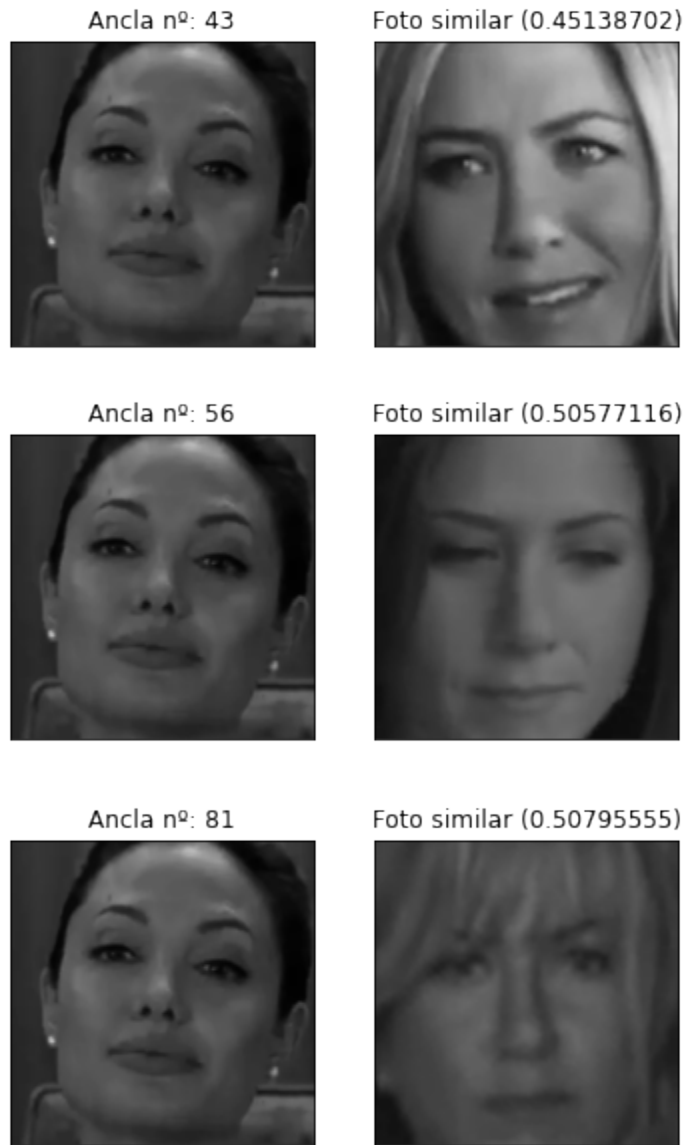 Ancla nº: 43
Foto similar (0.45138702)
Ancla nº: 56
Foto similar (0.50577116)
Ancla nº: 81
Foto similar (0.50795555)